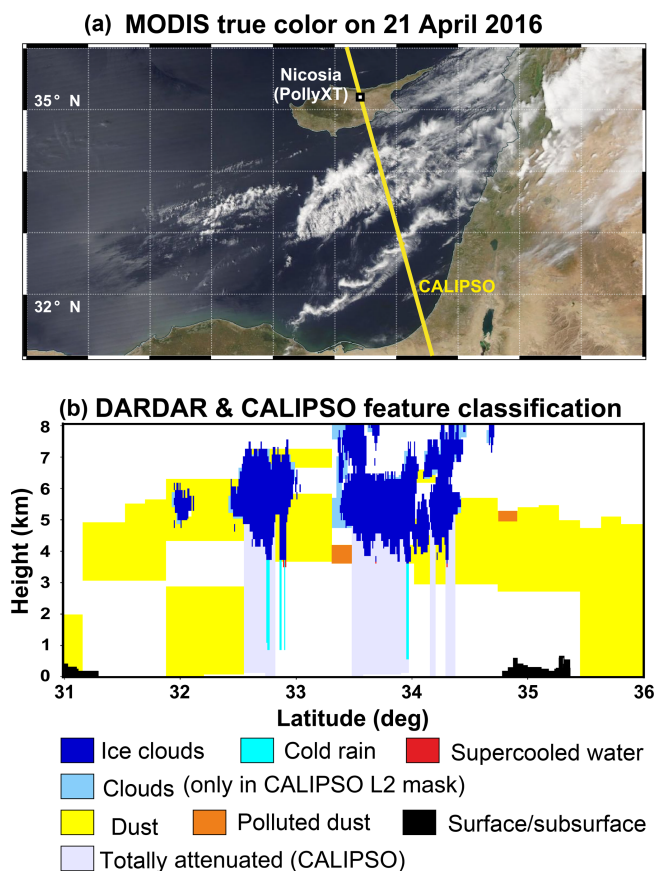 (a) MODIS true color on 21 April 2016
Nicosia
(PollyXT)
35° N
CALIPSO
32° N
(b) DARDAR & CALIPSO feature classification
8
7
6
5
4
3
2
1
0
Height (km)
31 32 33 34 35 36
Latitude (deg)
Ice clouds Cold rain Supercooled water
Clouds (only in CALIPSO L2 mask)
Dust Polluted dust Surface/subsurface
Totally attenuated (CALIPSO)